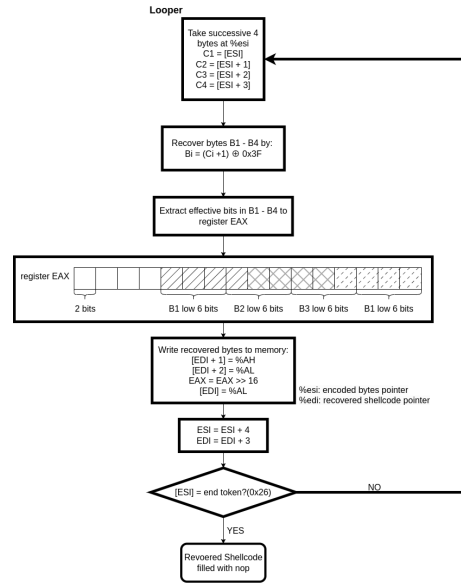 Looper
Take successive 4
bytes at %esi
C1 = [ESI]
C2 = [ESI + 1]
C3 = [ESI + 2]
C4 = [ESI + 3]
Recover bytes B1 - B4 by:
Bi = (Ci +1) ⊕ 0x3F
Extract effective bits in B1 - B4 to
register EAX
register EAX
2 bits
B1 low 6 bits
B2 low 6 bits
B3 low 6 bits
B1 low 6 bits
Write recovered bytes to memory:
[EDI + 1] = %AH
[EDI + 2] = %AL
EAX = EAX >> 16
[EDI] = %AL
%esi: encoded bytes pointer
%edi: recovered shellcode pointer
ESI = ESI + 4
EDI = EDI + 3
[ESI] = end token?(0x26)
NO
YES
Revoered Shellcode
filled with nop